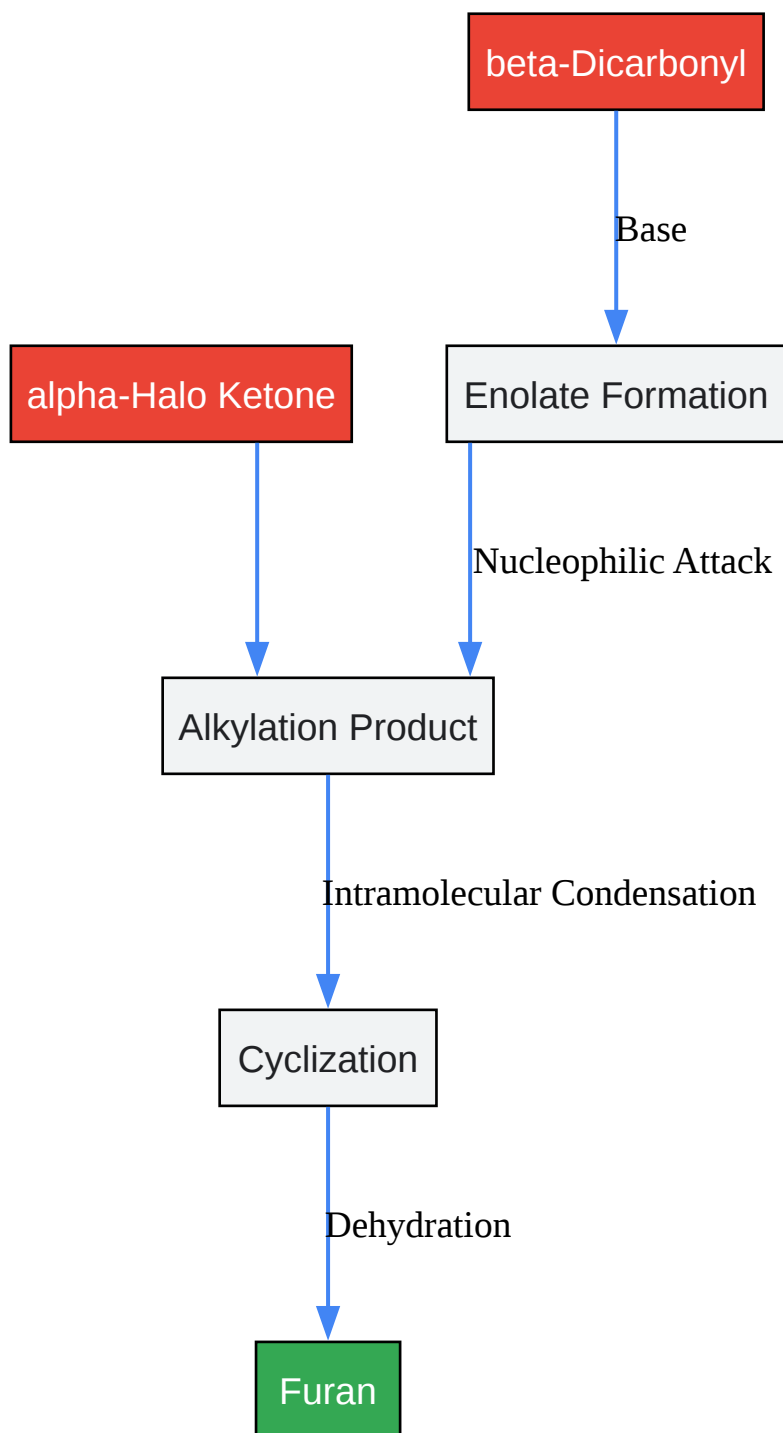 beta-Dicarbonyl
Base
alpha-Halo Ketone
Enolate Formation
Nucleophilic Attack
Alkylation Product
Intramolecular Condensation
Cyclization
Dehydration
Furan